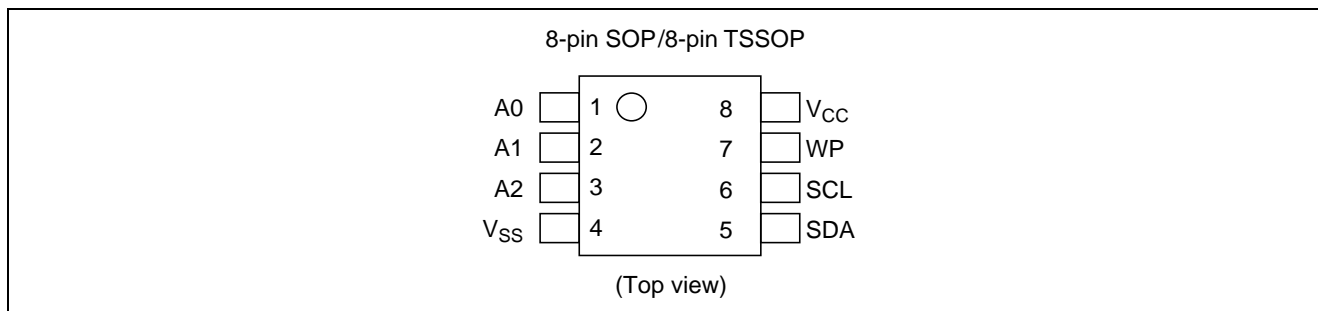 8-pin SOP/8-pin TSSOP
A0 1 8 VCC
A1 2 7 WP
A2 3 6 SCL
VSS 4 5 SDA
(Top view)